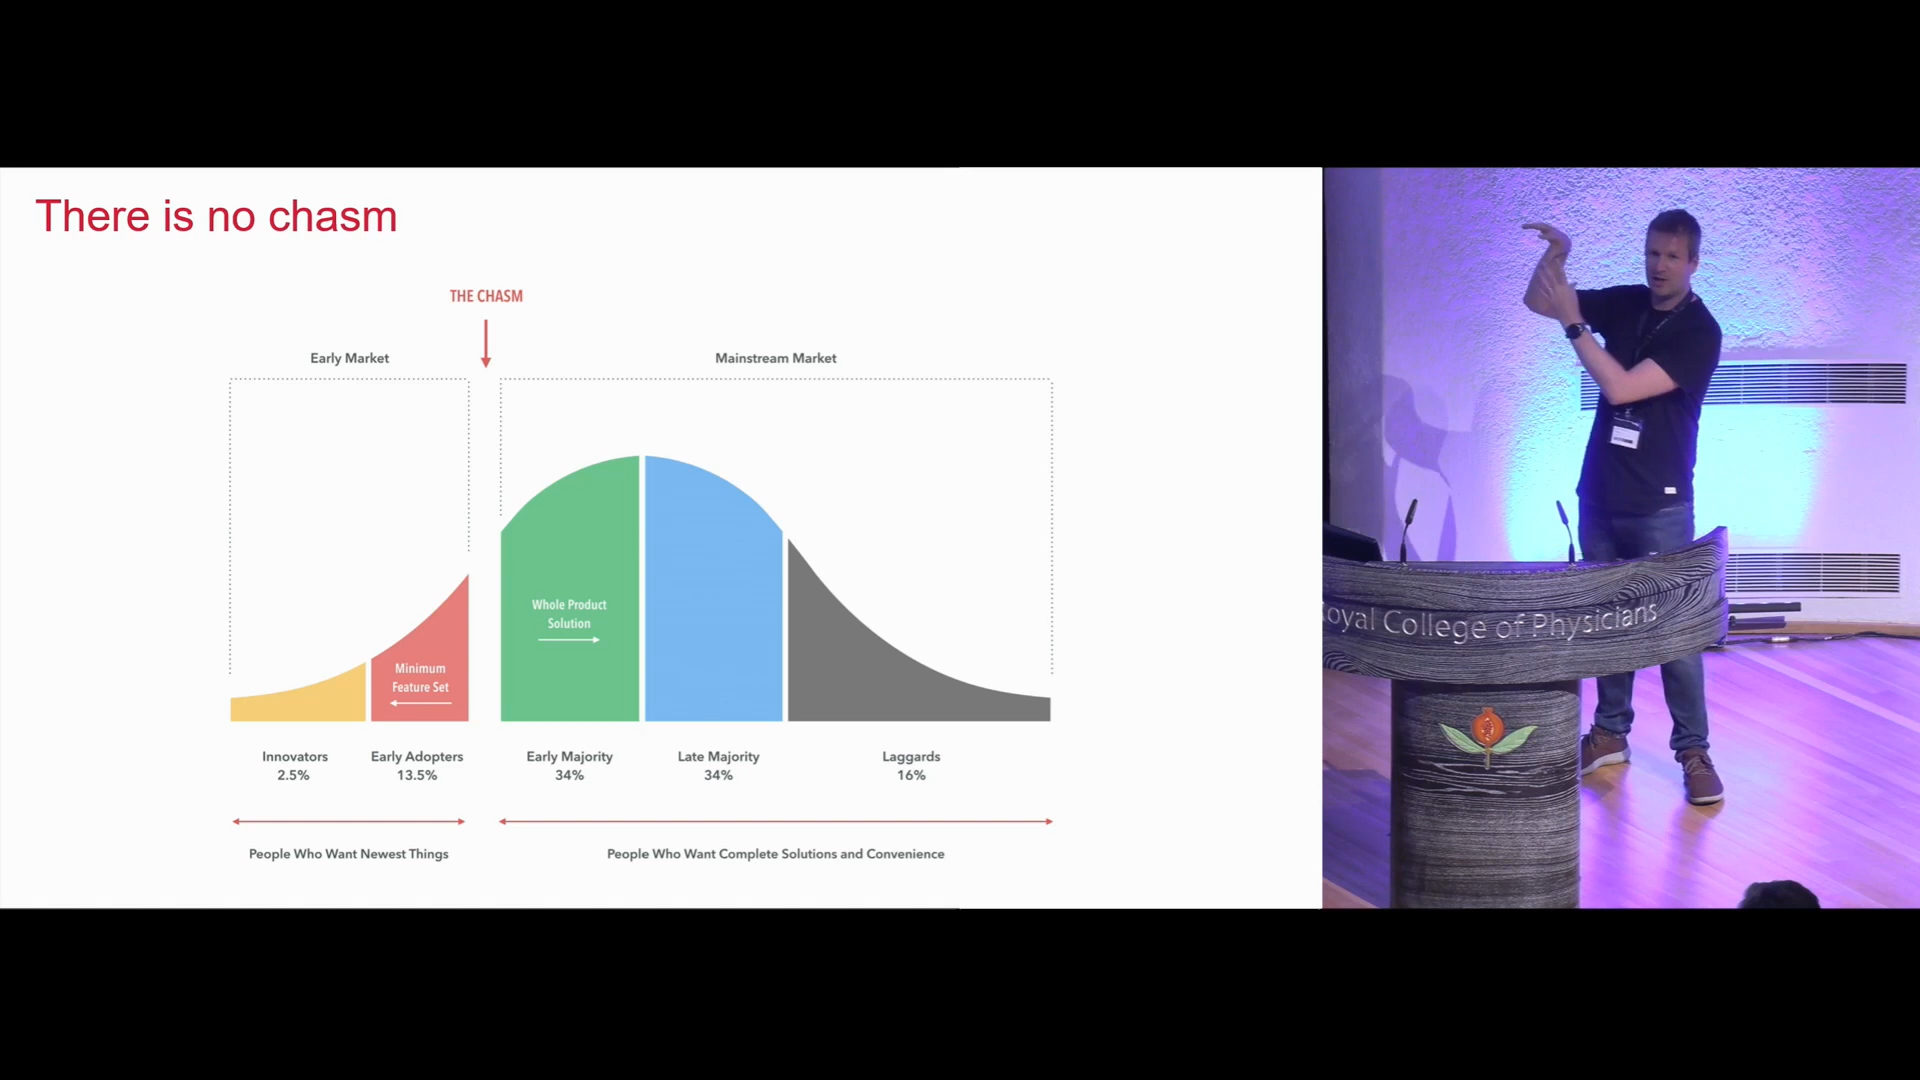 There is no chasm
THE CHASM
Early Market
Mainstream Market
Whole Product
Solution
Minimum
Feature Set
Innovators
2.5%
Early Adopters
13.5%
Early Majority
34%
Late Majority
34%
Laggards
16%
People Who Want Newest Things
People Who Want Complete Solutions and Convenience
oyal College of Physicians